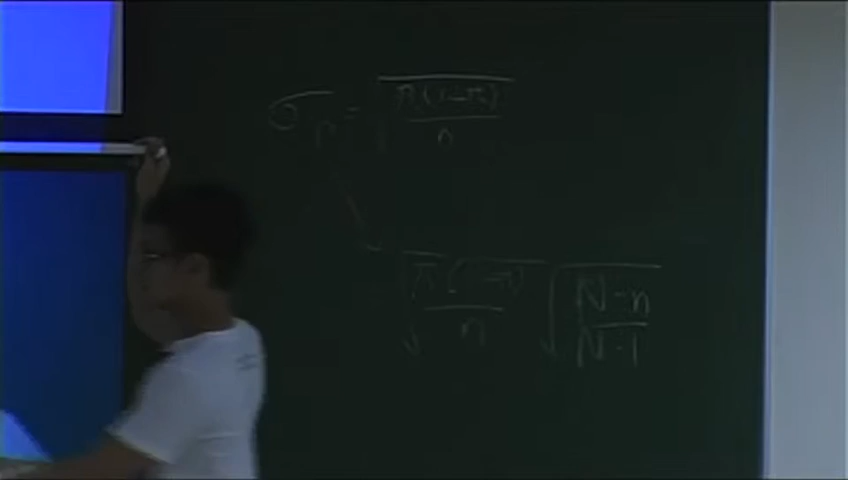 σ_p = √(π(1-π)/n)
√(π(1-π)/n) √(N-n/N-1)